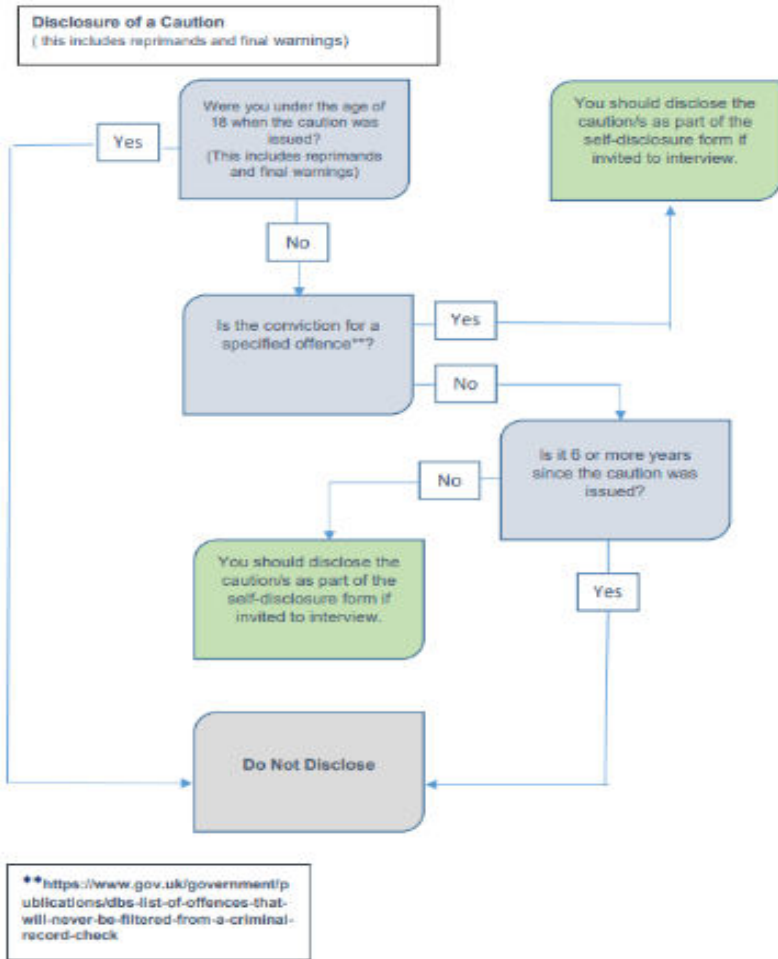 Disclosure of a Caution
( this includes reprimands and final warnings)
Were you under the age of
18 when the caution was
issued?
(This includes reprimands
and final warnings)
Yes
No
You should disclose the
caution/s as part of the
self-disclosure form if
invited to interview.
Is the conviction for a
specified offence**?
Yes
No
Is it 6 or more years
since the caution was
issued?
No
Yes
You should disclose the
caution/s as part of the
self-disclosure form if
invited to interview.
Do Not Disclose
**https://www.gov.uk/government/p
ublications/dbs-list-of-offences-that-
will-never-be-filtered-from-a-criminal-
record-check